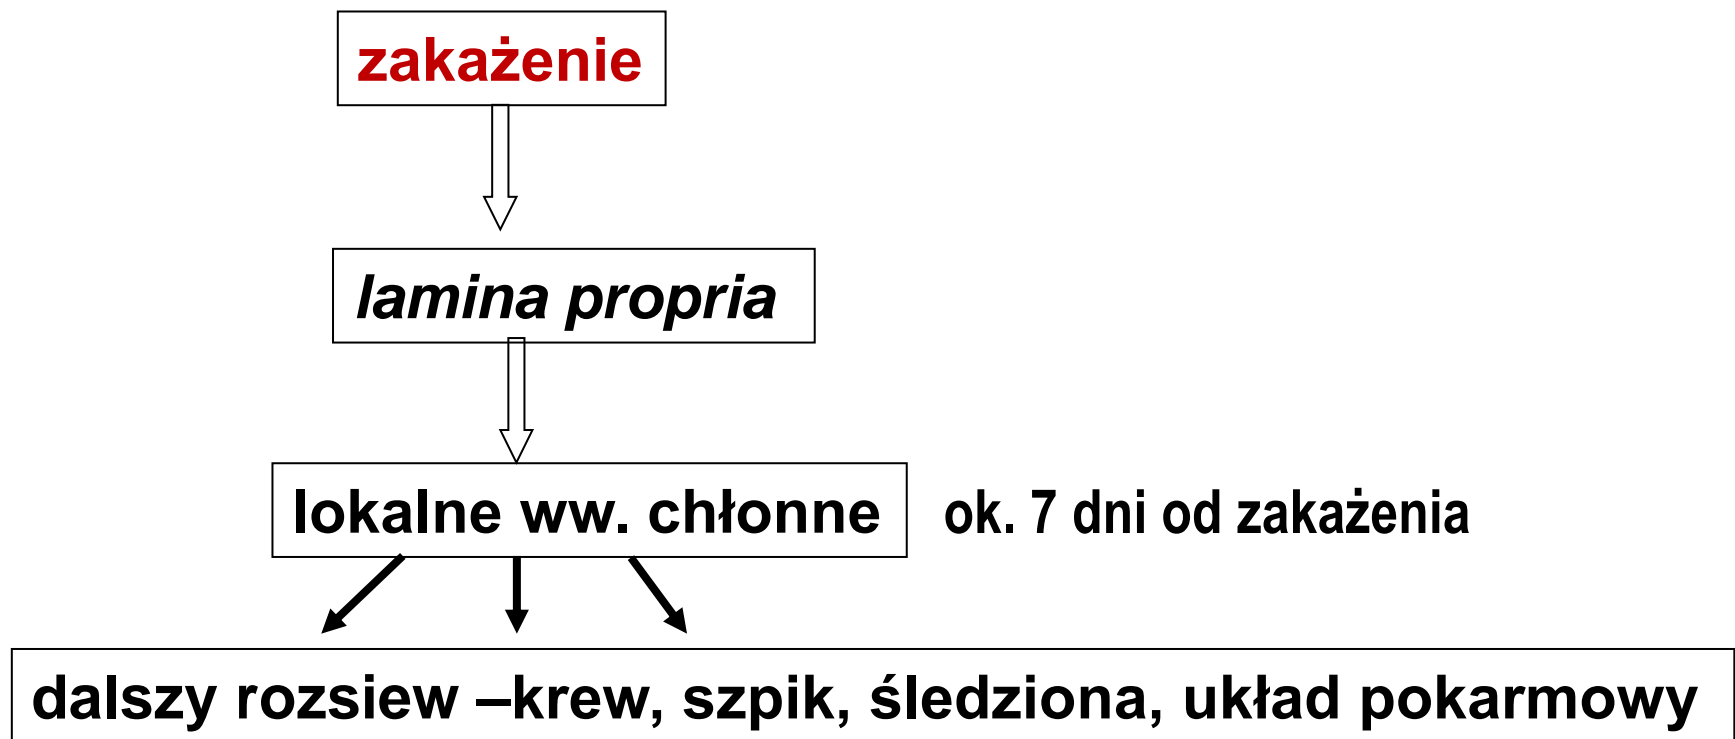 zakażenie
lamina propria
lokalne ww. chłonne ok. 7 dni od zakażenia
dalszy rozsiew –krew, szpik, śledziona, układ pokarmowy